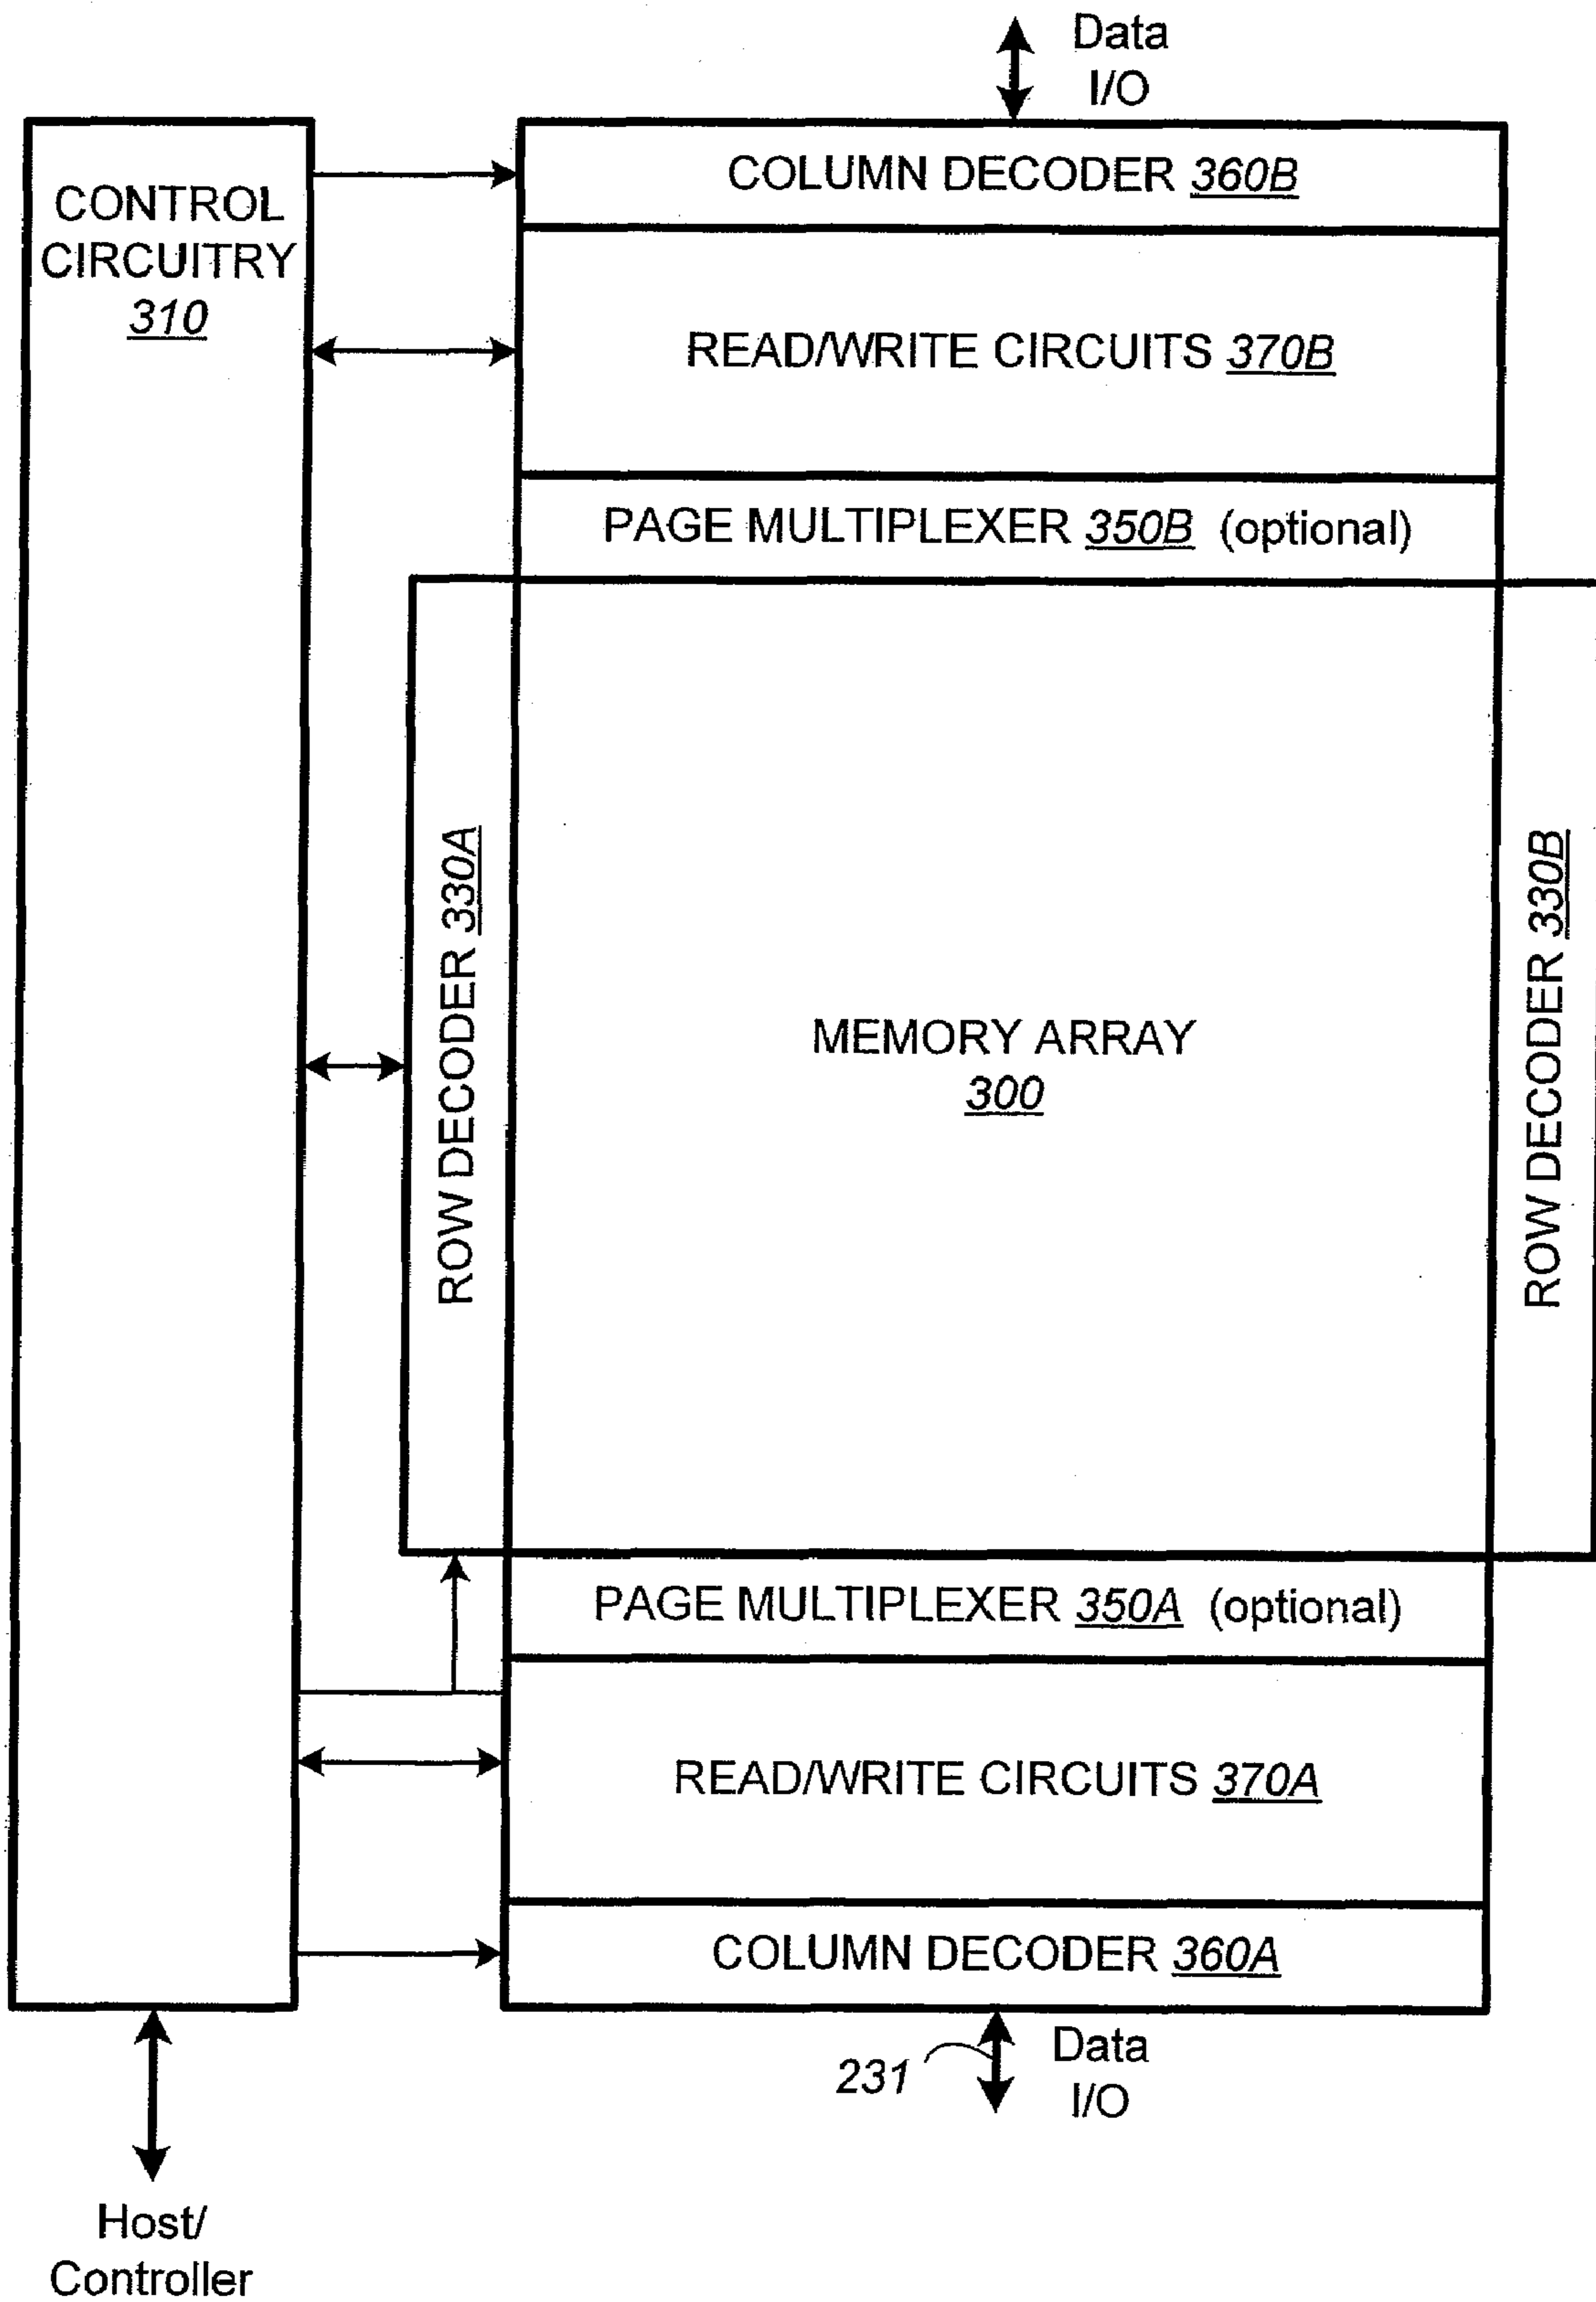 Data
I/O
CONTROL
CIRCUITRY
310
COLUMN DECODER 360B
READ/WRITE CIRCUITS 370B
PAGE MULTIPLEXER 350B (optional)
ROW DECODER 330A
MEMORY ARRAY
300
ROW DECODER 330B
PAGE MULTIPLEXER 350A (optional)
READ/WRITE CIRCUITS 370A
COLUMN DECODER 360A
231
Data
I/O
Host/
Controller